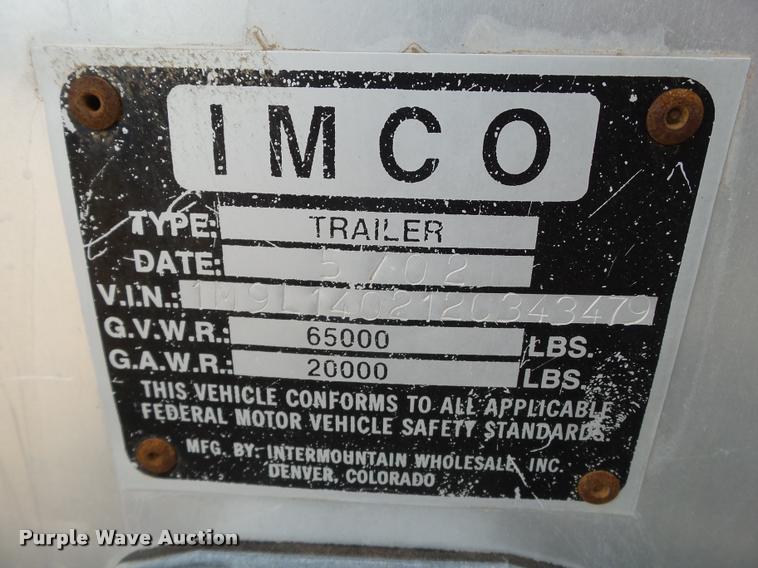 IMCO
TYPE: TRAILER
DATE: 5/02
V.I.N.: 1M9L140212C343479
G.V.W.R.: 65000 LBS.
G.A.W.R.: 20000 LBS.
THIS VEHICLE CONFORMS TO ALL APPLICABLE
FEDERAL MOTOR VEHICLE SAFETY STANDARDS.
MFG. BY: INTERMOUNTAIN WHOLESALE, INC.
DENVER, COLORADO
Purple Wave Auction